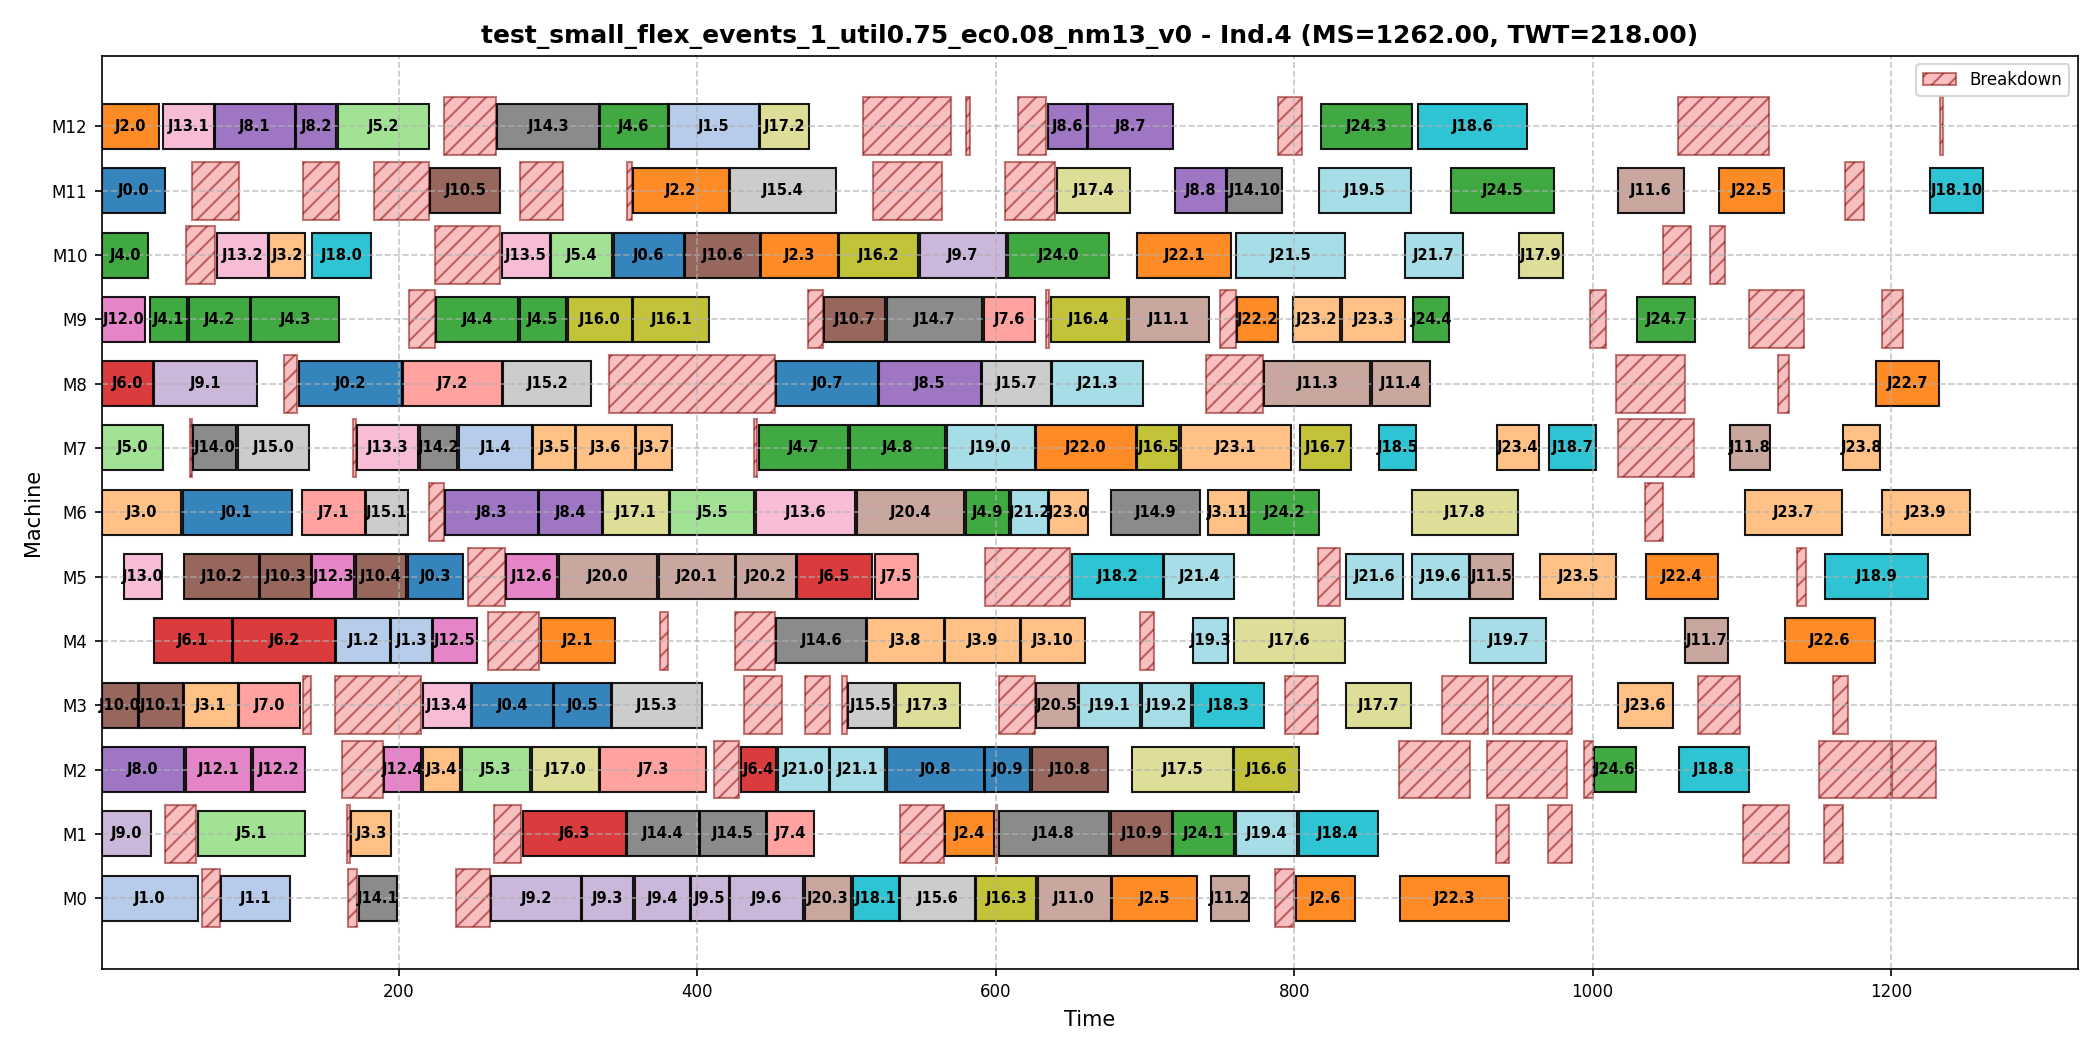 test_small_flex_events_1_util0.75_ec0.08_nm13_v0 - Ind.4 (MS=1262.00, TWT=218.00)
Breakdown
M12 J2.0 J13.1 J8.1 J8.2 J5.2 J14.3 J4.6 J1.5 J17.2 J8.6 J8.7 J24.3 J18.6
M11 J0.0 J10.5 J2.2 J15.4 J17.4 J8.8 J14.10 J19.5 J24.5 J11.6 J22.5 J18.10
M10 J4.0 J13.2 J3.2 J18.0 J13.5 J5.4 J0.6 J10.6 J2.3 J16.2 J9.7 J24.0 J22.1 J21.5 J21.7 J17.9
M9 J12.0 J4.1 J4.2 J4.3 J4.4 J4.5 J16.0 J16.1 J10.7 J14.7 J7.6 J16.4 J11.1 J22.2 J23.2 J23.3 J24.4 J24.7
M8 J6.0 J9.1 J0.2 J7.2 J15.2 J0.7 J8.5 J15.7 J21.3 J11.3 J11.4 J22.7
M7 J5.0 J14.0 J15.0 J13.3 J14.2 J1.4 J3.5 J3.6 J3.7 J4.7 J4.8 J19.0 J22.0 J16.5 J23.1 J16.7 J18.5 J23.4 J18.7 J11.8 J23.8
M6 J3.0 J0.1 J7.1 J15.1 J8.3 J8.4 J17.1 J5.5 J13.6 J20.4 J4.9 J21.2 J23.0 J14.9 J3.11 J24.2 J17.8 J23.7 J23.9
M5 J13.0 J10.2 J10.3 J12.3 J10.4 J0.3 J12.6 J20.0 J20.1 J20.2 J6.5 J7.5 J18.2 J21.4 J21.6 J19.6 J11.5 J23.5 J22.4 J18.9
M4 J6.1 J6.2 J1.2 J1.3 J12.5 J2.1 J14.6 J3.8 J3.9 J3.10 J19.3 J17.6 J19.7 J11.7 J22.6
M3 J10.0 J10.1 J3.1 J7.0 J13.4 J0.4 J0.5 J15.3 J15.5 J17.3 J20.5 J19.1 J19.2 J18.3 J17.7 J23.6
M2 J8.0 J12.1 J12.2 J12.4 J3.4 J5.3 J17.0 J7.3 J6.4 J21.0 J21.1 J0.8 J0.9 J10.8 J17.5 J16.6 J24.6 J18.8
M1 J9.0 J5.1 J3.3 J6.3 J14.4 J14.5 J7.4 J2.4 J14.8 J10.9 J24.1 J19.4 J18.4
M0 J1.0 J1.1 J14.1 J9.2 J9.3 J9.4 J9.5 J9.6 J20.3 J18.1 J15.6 J16.3 J11.0 J2.5 J11.2 J2.6 J22.3
200 400 600 800 1000 1200
Time
Machine